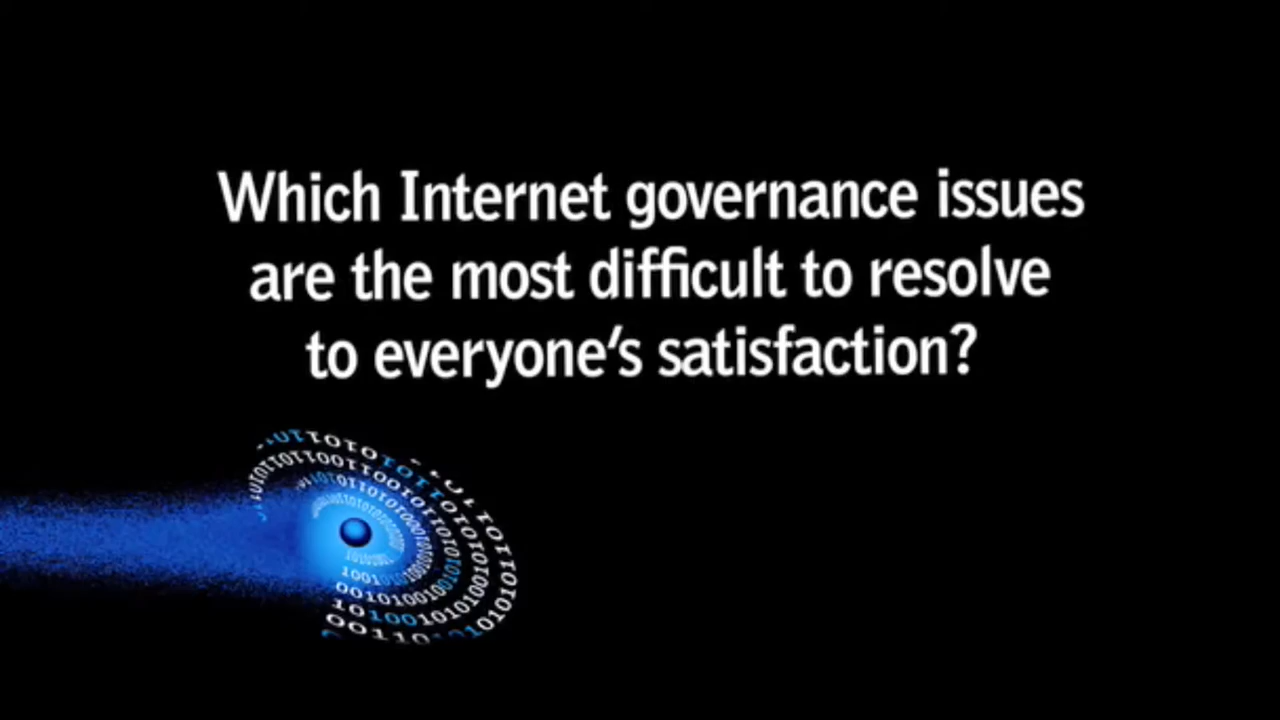 Which Internet governance issues
are the most difficult to resolve
to everyone's satisfaction?